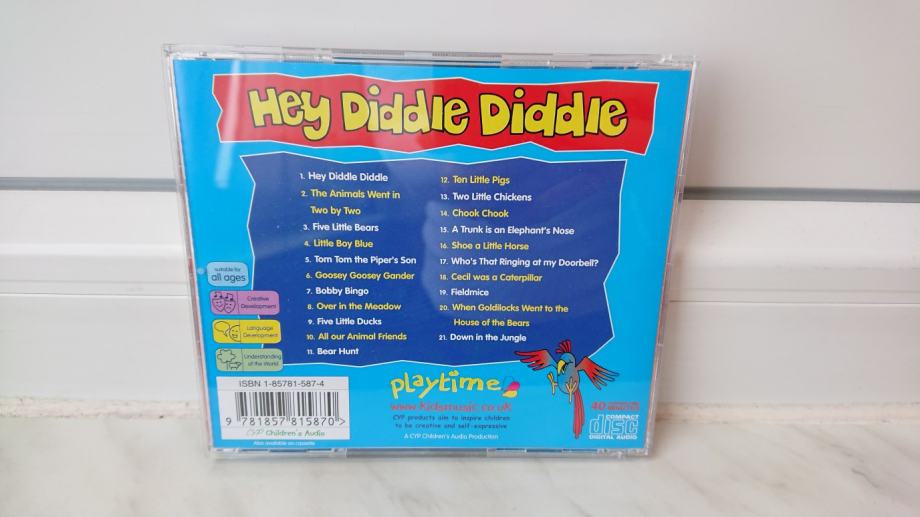 Hey Diddle Diddle
1. Hey Diddle Diddle
2. The Animals Went in
Two by Two
3. Five Little Bears
4. Little Boy Blue
5. Tom Tom the Piper's Son
6. Goosey Goosey Gander
7. Bobby Bingo
8. Over in the Meadow
9. Five Little Ducks
10. All our Animal Friends
11. Bear Hunt
12. Ten Little Pigs
13. Two Little Chickens
14. Chook Chook
15. A Trunk is an Elephant's Nose
16. Shoe a Little Horse
17. Who's That Ringing at my Doorbell?
18. Cecil was a Caterpillar
19. Fieldmice
20. When Goldilocks Went to the
House of the Bears
21. Down in the Jungle
suitable for
all ages
Creative
Development
Language
Development
Understanding
of the World
ISBN 1-85781-587-4
9 781857 815870>
CYP Children's Audio
Also available on cassette
playtime
www.kidsmusic.co.uk
CYP products aim to inspire children
to be creative and self-expressive
A CYP Children's Audio Production
40
COMPACT
disc
DIGITAL AUDIO